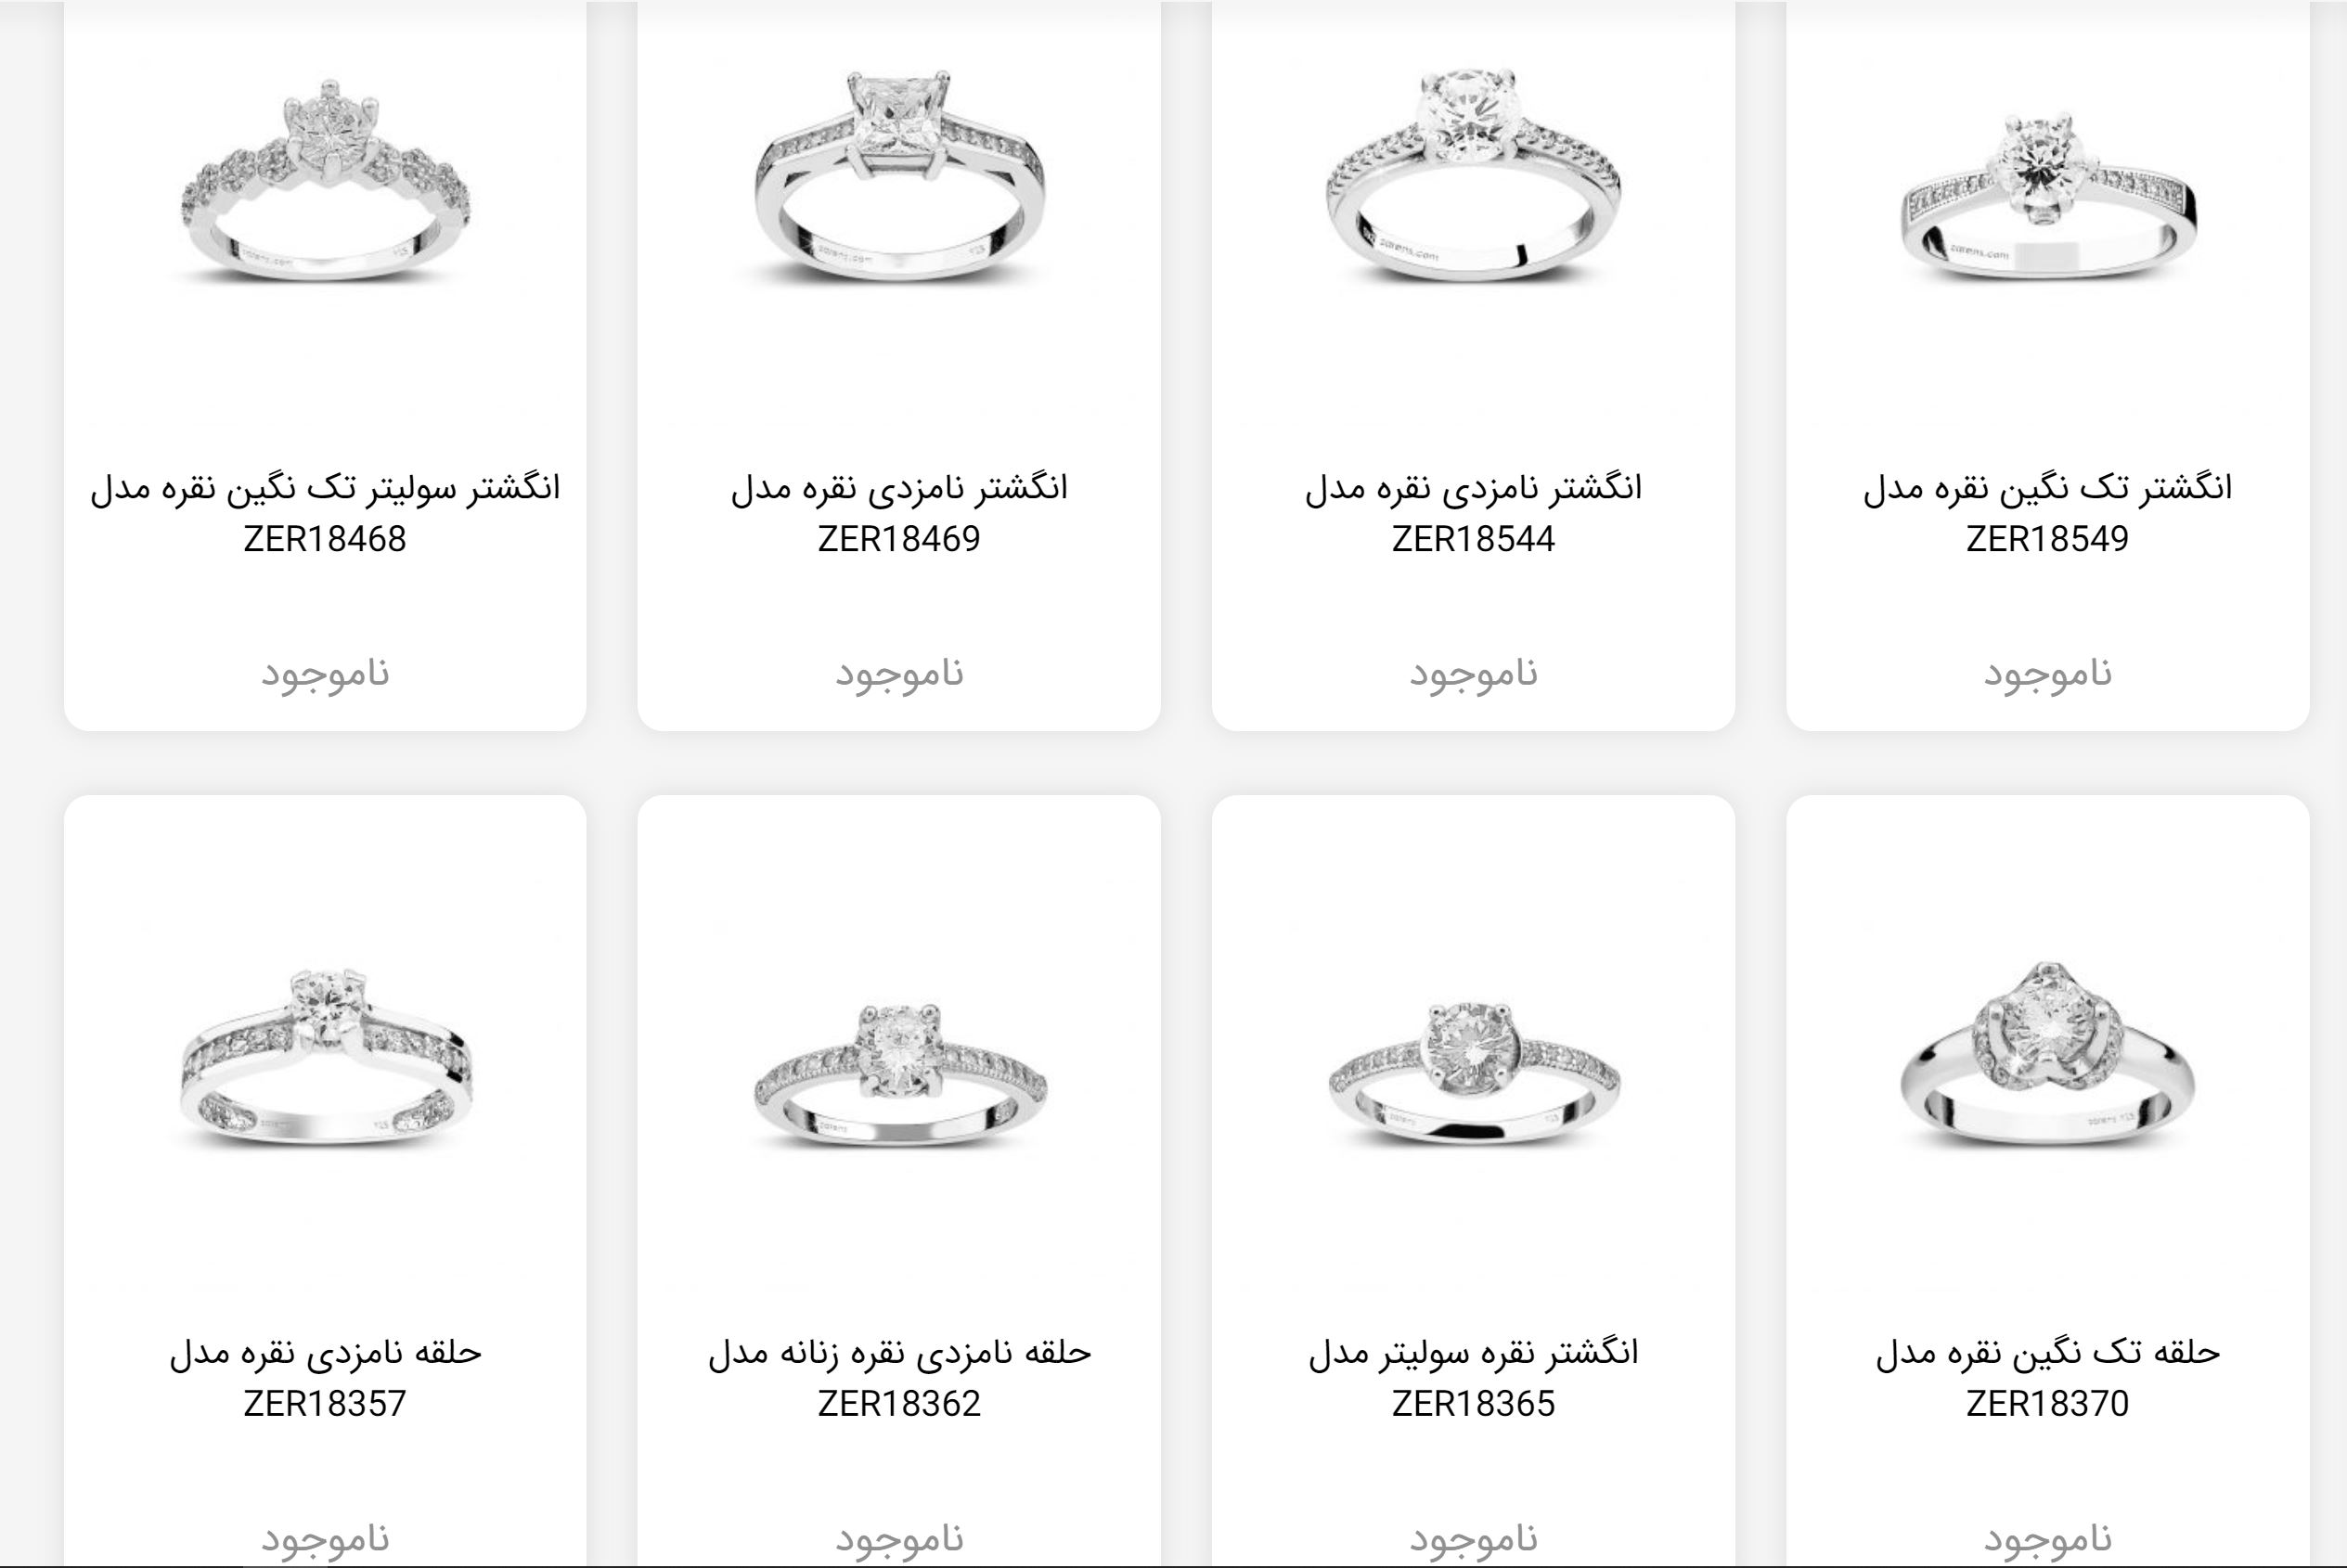 انگشتر تک نگین نقره مدل
ZER18549
ناموجود
انگشتر نامزدی نقره مدل
ZER18544
ناموجود
انگشتر نامزدی نقره مدل
ZER18469
ناموجود
انگشتر سولیتر تک نگین نقره مدل
ZER18468
ناموجود
حلقه تک نگین نقره مدل
ZER18370
ناموجود
انگشتر نقره سولیتر مدل
ZER18365
ناموجود
حلقه نامزدی نقره زنانه مدل
ZER18362
ناموجود
حلقه نامزدی نقره مدل
ZER18357
ناموجود